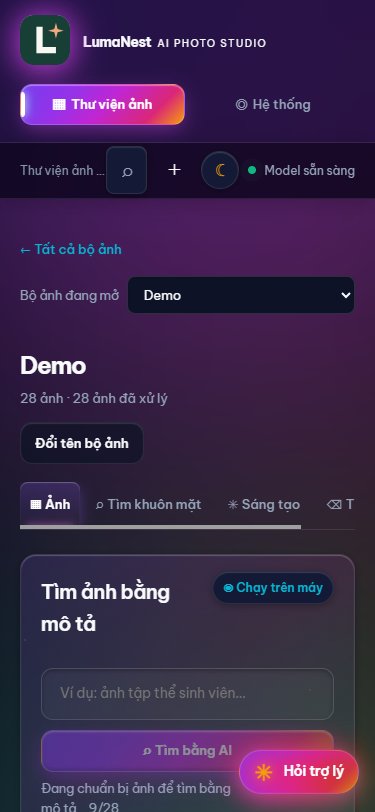 L
LumaNest AI PHOTO STUDIO
Thư viện ảnh
Hệ thống
Thư viện ảnh ...
Model sẵn sàng
← Tất cả bộ ảnh
Bộ ảnh đang mở
Demo
Demo
28 ảnh · 28 ảnh đã xử lý
Đổi tên bộ ảnh
Ảnh
Tìm khuôn mặt
Sáng tạo
T
Tìm ảnh bằng
mô tả
Chạy trên máy
Ví dụ: ảnh tập thể sinh viên...
Tìm bằng AI
Hỏi trợ lý
Đang chuẩn bị ảnh để tìm bằng
mô tả 9/28